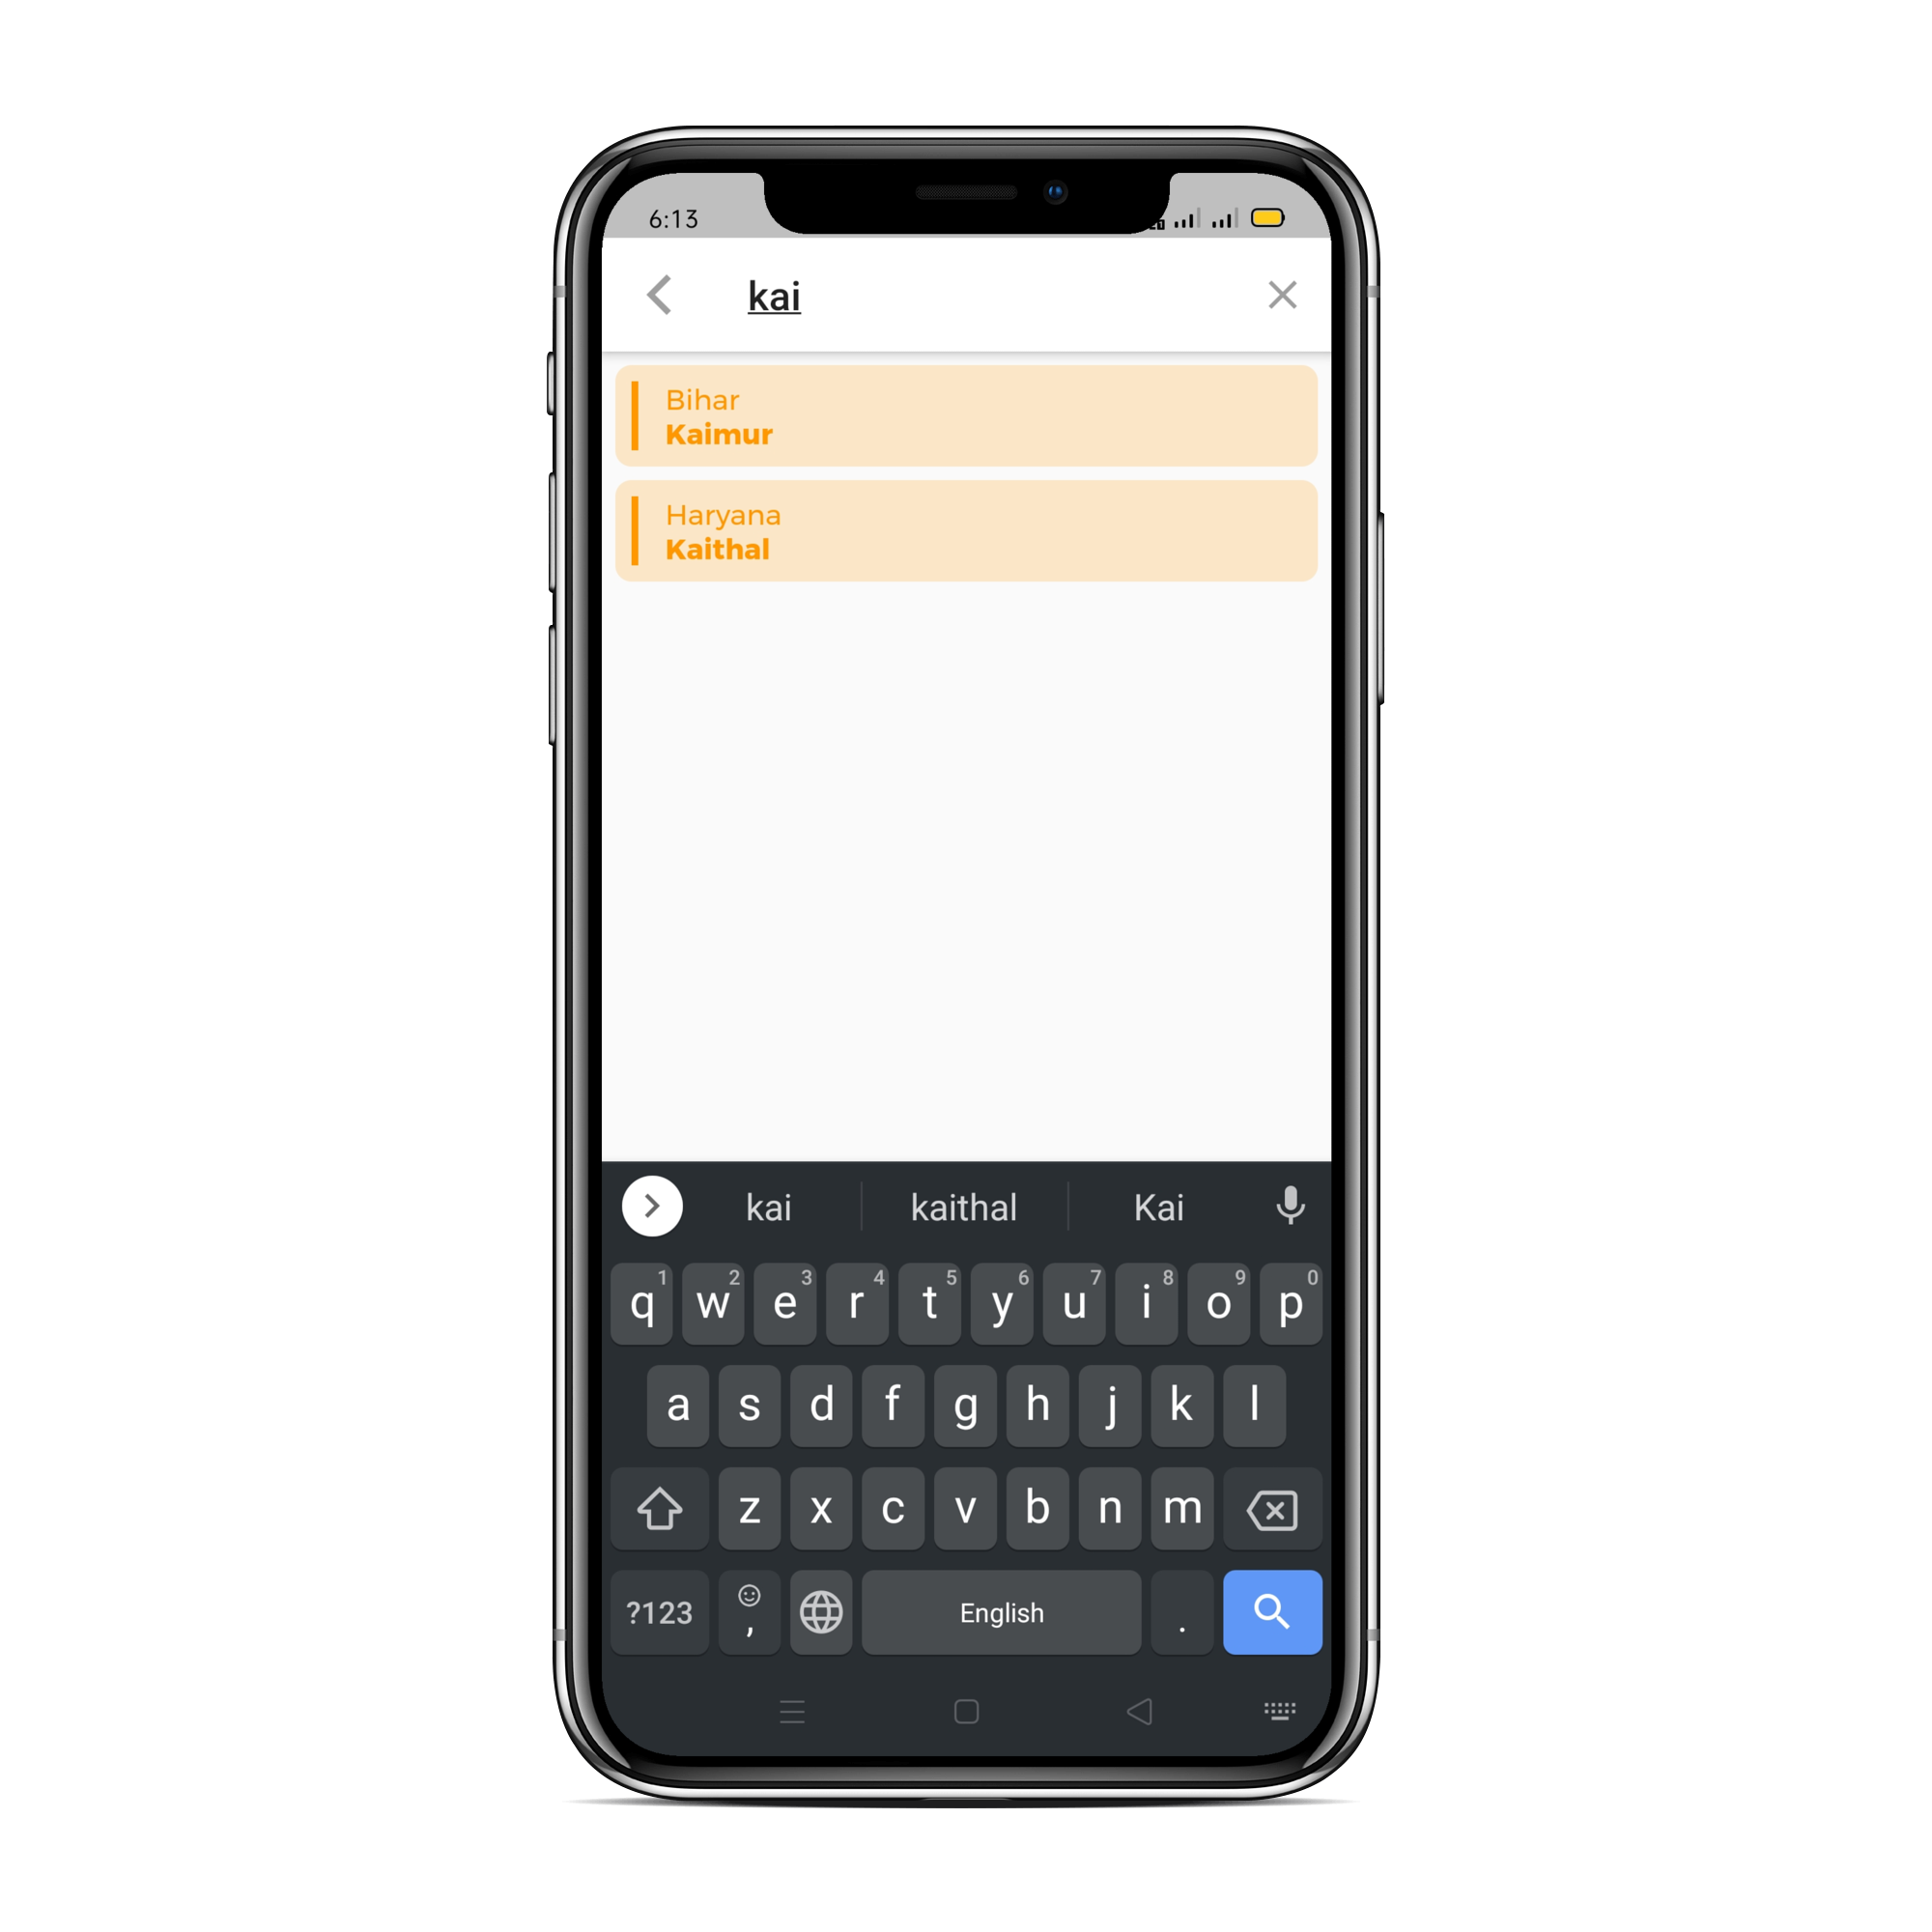 6:13
kai
Bihar
Kaimur
Haryana
Kaithal
kai kaithal Kai
1 2 3 4 5 6 7 8 9 0
q w e r t y u i o p
a s d f g h j k l
z x c v b n m
?123 , English .